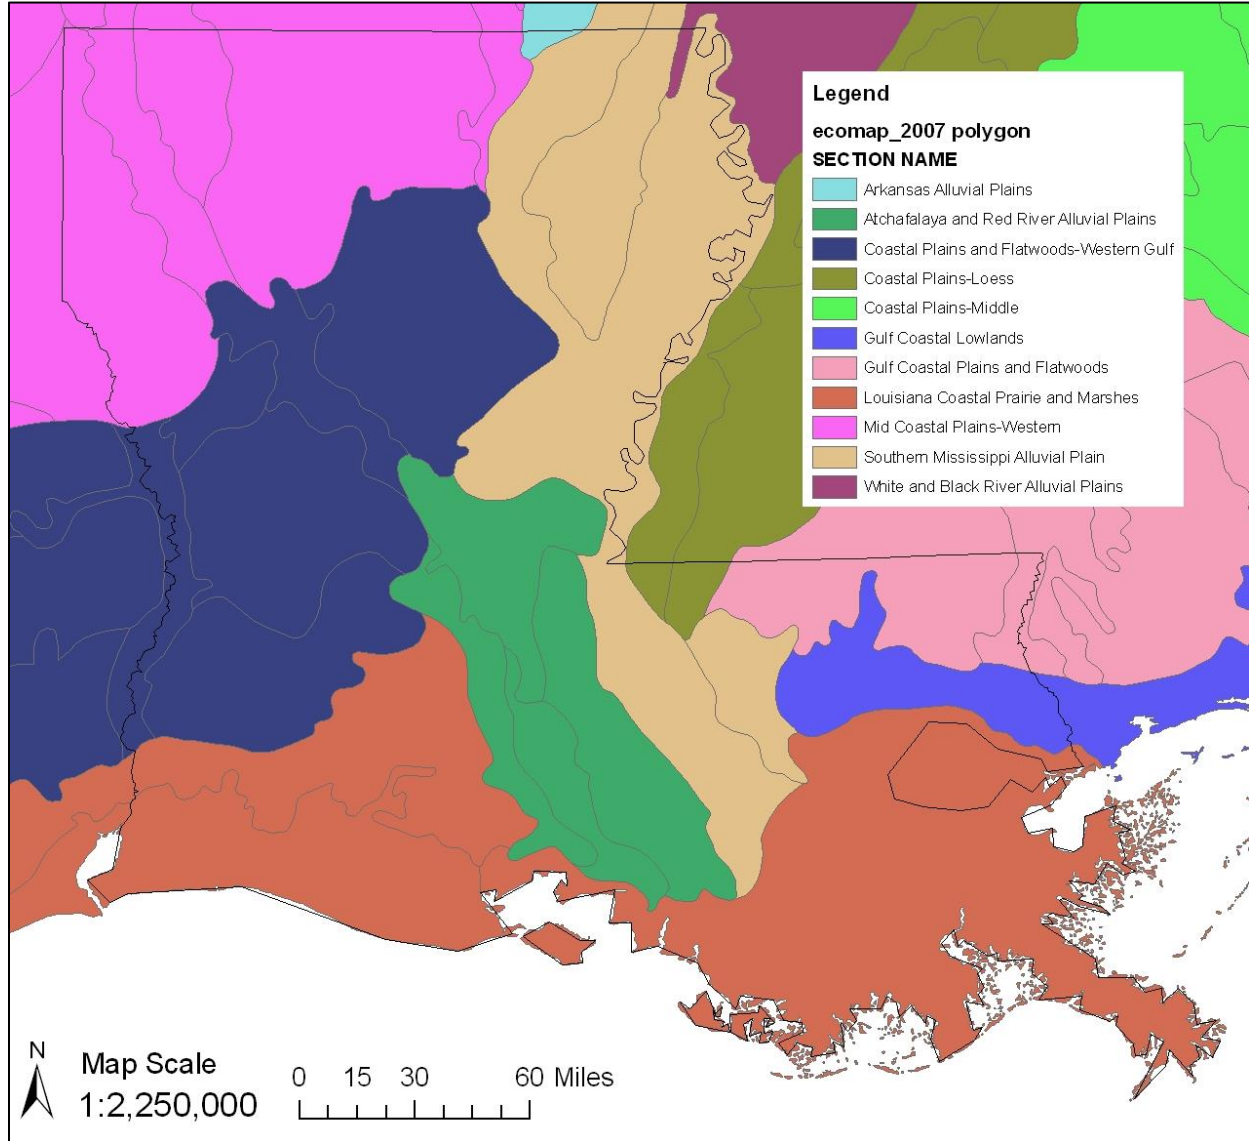 Legend
ecomap_2007 polygon
SECTION NAME
Arkansas Alluvial Plains
Atchafalaya and Red River Alluvial Plains
Coastal Plains and Flatwoods-Western Gulf
Coastal Plains-Loess
Coastal Plains-Middle
Gulf Coastal Lowlands
Gulf Coastal Plains and Flatwoods
Louisiana Coastal Prairie and Marshes
Mid Coastal Plains-Western
Southern Mississippi Alluvial Plain
White and Black River Alluvial Plains
N
Map Scale
1:2,250,000
0 15 30 60 Miles